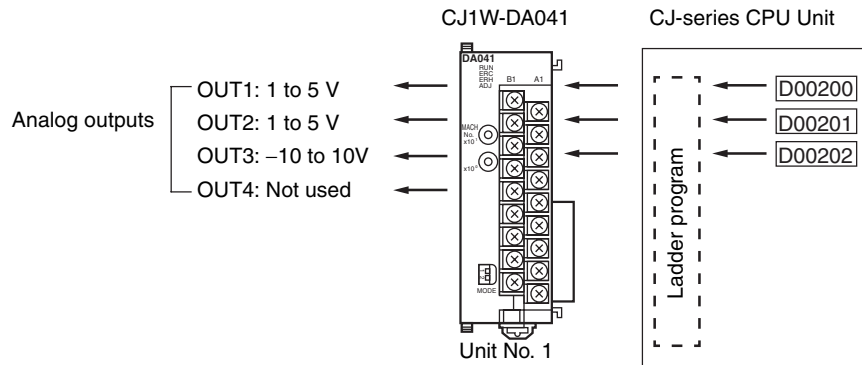 CJ1W-DA041
CJ-series CPU Unit
DA041
RUN
ERC
ERH
ADJ
B1
A1
Analog outputs
OUT1: 1 to 5 V
OUT2: 1 to 5 V
OUT3: −10 to 10V
OUT4: Not used
MACH
No.
x10¹
x10⁰
MODE
Ladder program
D00200
D00201
D00202
Unit No. 1